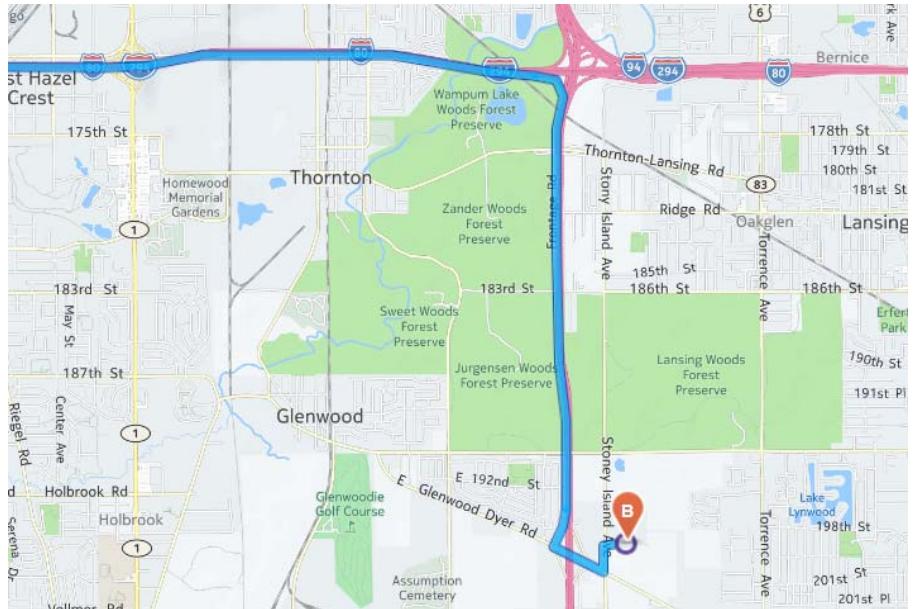 6
80
294
80
294
94
294
80
Bernice
st Hazel
Crest
Wampum Lake
Woods Forest
Preserve
175th St
178th St
179th St
180th St
181st St
Thornton-Lansing Rd
83
Homewood
Memorial
Gardens
Thornton
Frontage Rd
Stony Island Ave
Zander Woods
Forest
Preserve
Ridge Rd
Oakglen
Lansing
1
Torrence Ave
183rd St
183rd St
185th St
186th St
186th St
May St
Sweet Woods
Forest
Preserve
Erfert
Park
187th St
Jurgensen Woods
Forest Preserve
Lansing Woods
Forest
Preserve
190th St
191st Pl
Riegel Rd
Center Ave
Glenwood
1
Stoney Island Ave
E 192nd St
Holbrook Rd
Holbrook
Glenwoodie
Golf Course
E Glenwood Dyer Rd
B
Lake
Lynwood
198th St
Serena Dr
1
Torrence Ave
Assumption
Cemetery
201st St
201st Pl
Vollmer Rd